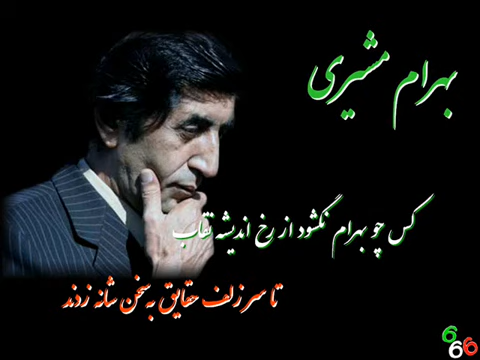 بهرام مشیری
کس چو بهرام نگشود از رخ اندیشه نقاب
تا سر زلف حقایق به سخن شانه زدند
666